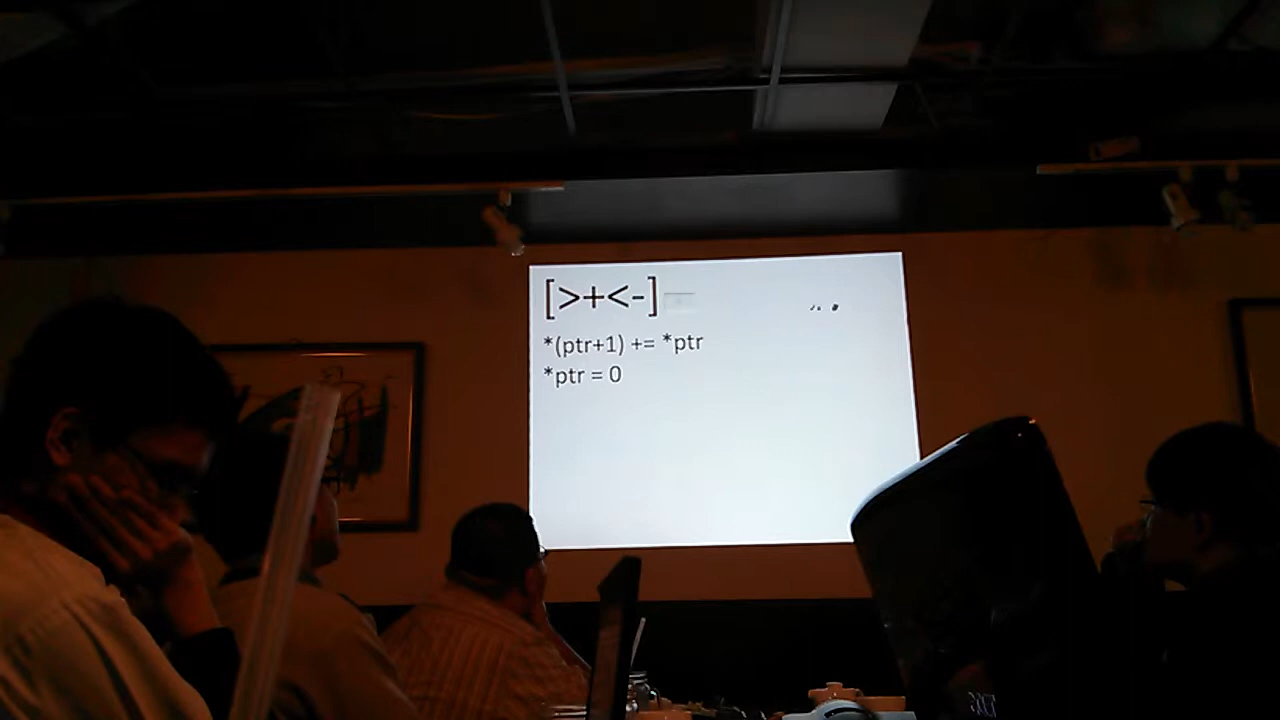 [>+<-]
*(ptr+1) += *ptr
*ptr = 0